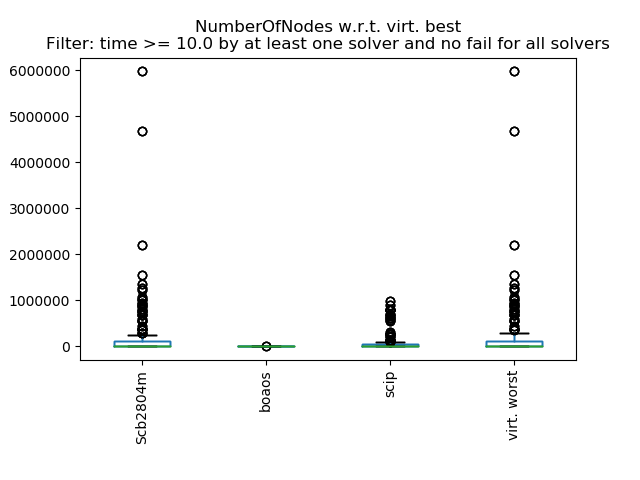 NumberOfNodes w.r.t. virt. best
Filter: time >= 10.0 by at least one solver and no fail for all solvers
6000000
5000000
4000000
3000000
2000000
1000000
0
Scb2804m
boaos
scip
virt. worst